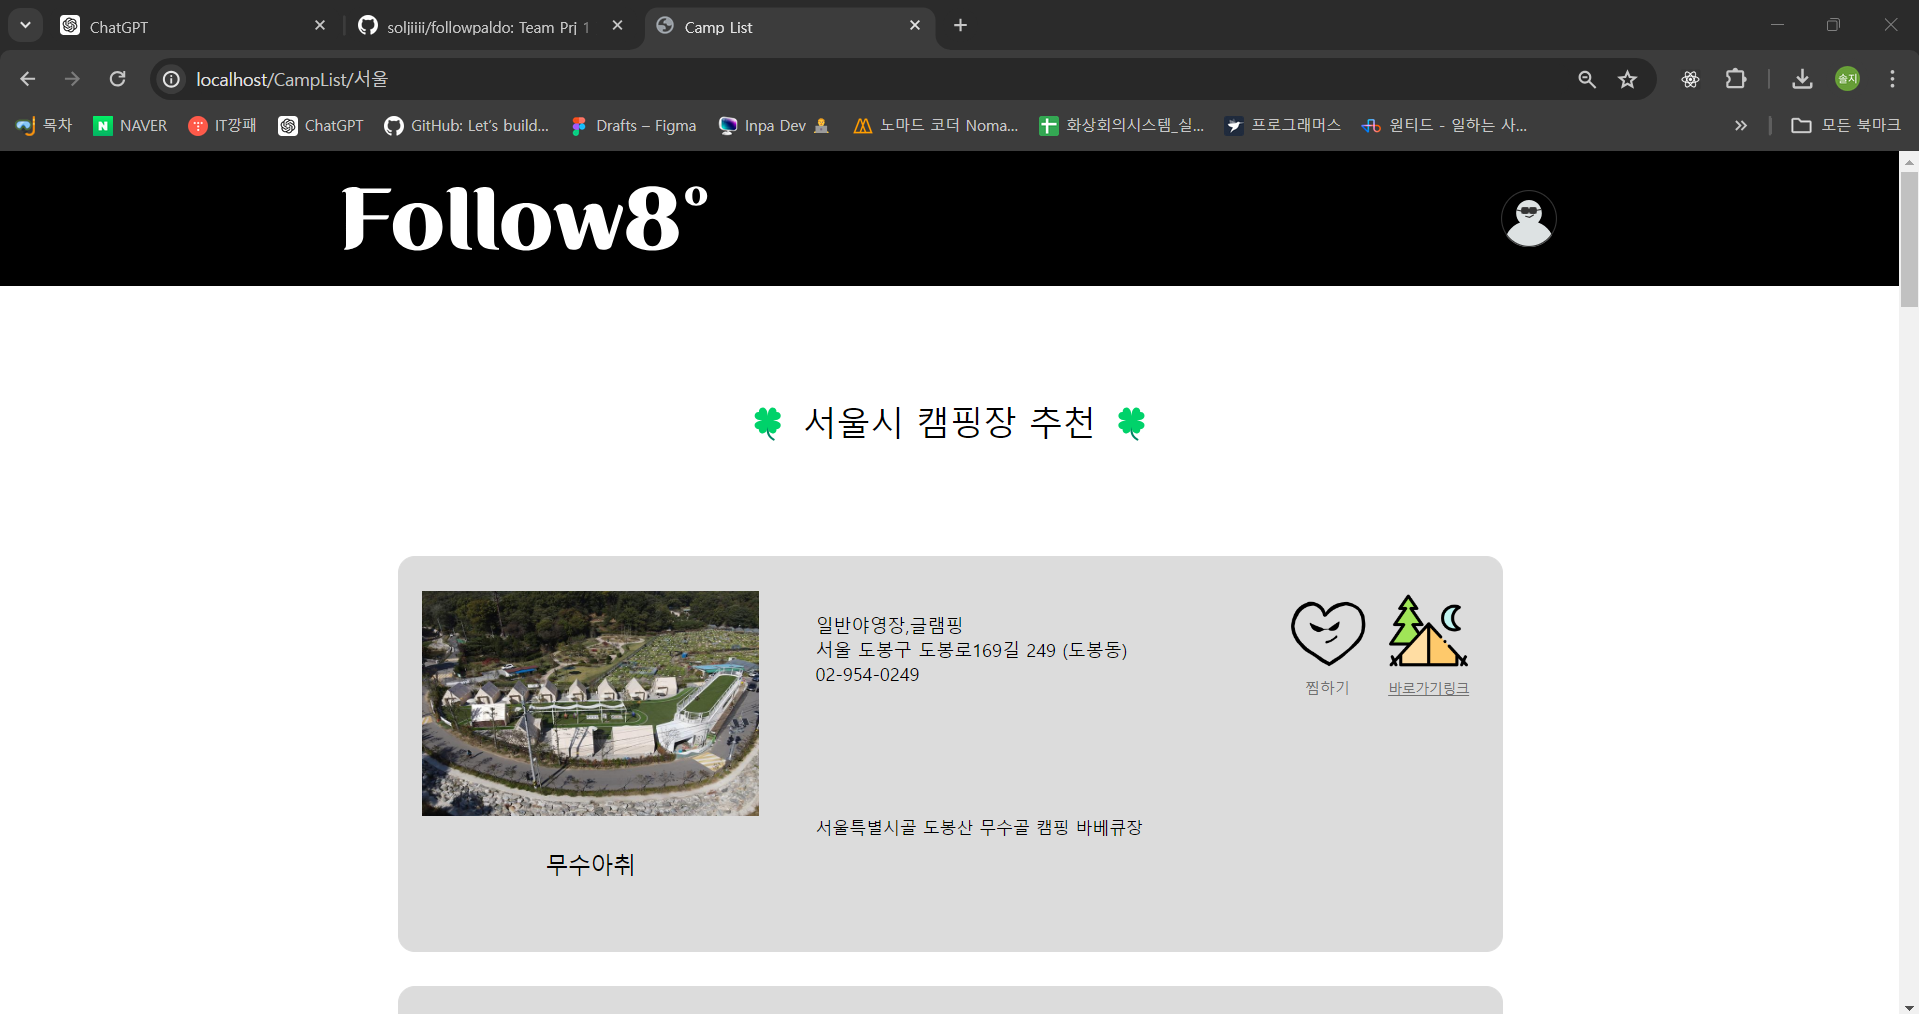 ChatGPT
soljiiii/followpaldo: Team Prj 1
Camp List
localhost/CampList/서울
솔지
목차
NAVER
IT깡패
ChatGPT
GitHub: Let's build...
Drafts – Figma
Inpa Dev
노마드 코더 Noma...
화상회의시스템_실...
프로그래머스
원티드 - 일하는 사...
모든 북마크
Follow8°
서울시 캠핑장 추천
일반야영장,글램핑
서울 도봉구 도봉로169길 249 (도봉동)
02-954-0249
찜하기
바로가기링크
서울특별시골 도봉산 무수골 캠핑 바베큐장
무수아취